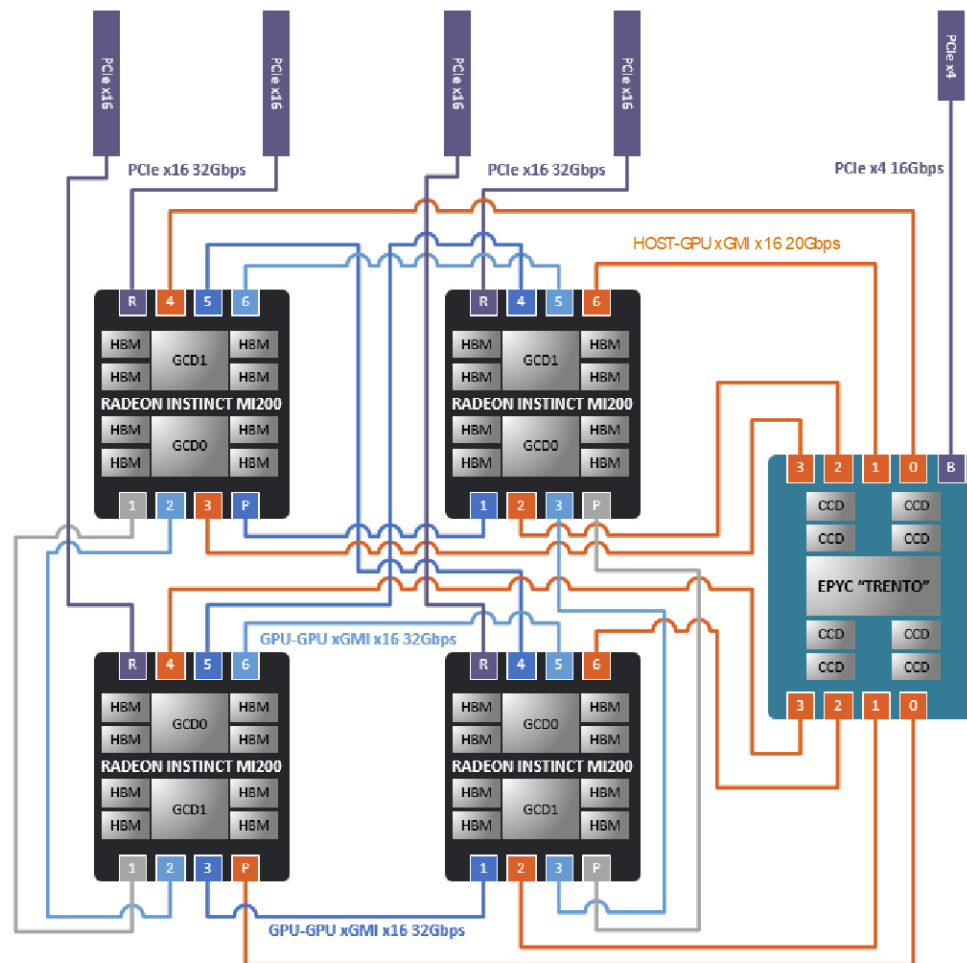 PCIe x16
PCIe x16
PCIe x16
PCIe x16
PCIe x4
PCIe x16 32Gbps
PCIe x16 32Gbps
PCIe x4 16Gbps
HOST-GPU xGMI x16 20Gbps
R 4 5 6
HBM GCD1 HBM
HBM HBM
RADEON INSTINCT MI200
HBM GCD0 HBM
HBM HBM
1 2 3 P
R 4 5 6
HBM GCD1 HBM
HBM HBM
RADEON INSTINCT MI200
HBM GCD0 HBM
HBM HBM
1 2 3 P
3 2 1 0 B
CCD CCD
CCD CCD
EPYC “TRENTO”
CCD CCD
CCD CCD
3 2 1 0
GPU-GPU xGMI x16 32Gbps
R 4 5 6
HBM GCD0 HBM
HBM HBM
RADEON INSTINCT MI200
HBM GCD1 HBM
HBM HBM
1 2 3 P
R 4 5 6
HBM GCD0 HBM
HBM HBM
RADEON INSTINCT MI200
HBM GCD1 HBM
HBM HBM
1 2 3 P
GPU-GPU xGMI x16 32Gbps